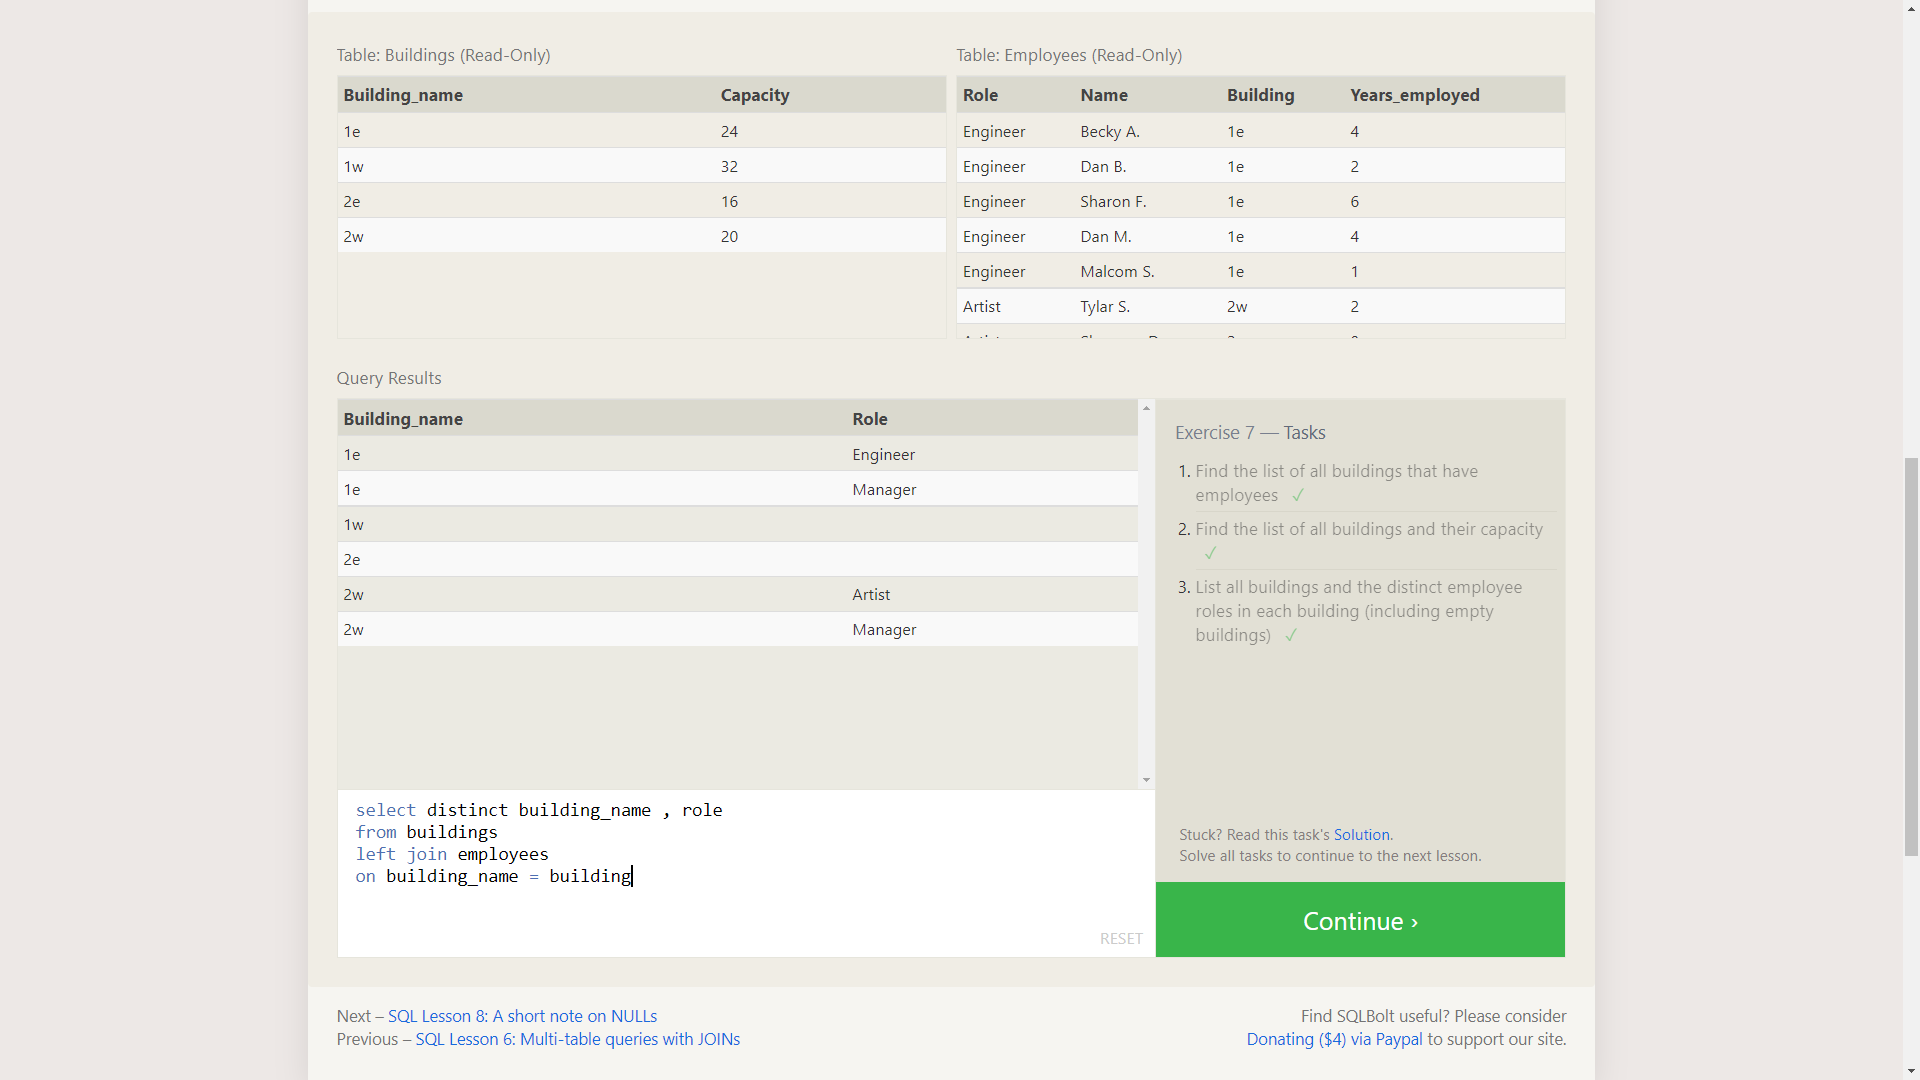 Table: Buildings (Read-Only)
Building_name Capacity
1e 24
1w 32
2e 16
2w 20
Table: Employees (Read-Only)
Role Name Building Years_employed
Engineer Becky A. 1e 4
Engineer Dan B. 1e 2
Engineer Sharon F. 1e 6
Engineer Dan M. 1e 4
Engineer Malcom S. 1e 1
Artist Tylar S. 2w 2
Query Results
Building_name Role
1e Engineer
1e Manager
1w
2e
2w Artist
2w Manager
Exercise 7 — Tasks
1. Find the list of all buildings that have
employees ✓
2. Find the list of all buildings and their capacity
✓
3. List all buildings and the distinct employee
roles in each building (including empty
buildings) ✓
select distinct building_name , role
from buildings
left join employees
on building_name = building
RESET
Stuck? Read this task's Solution.
Solve all tasks to continue to the next lesson.
Continue ›
Next – SQL Lesson 8: A short note on NULLs
Previous – SQL Lesson 6: Multi-table queries with JOINs
Find SQLBolt useful? Please consider
Donating ($4) via Paypal to support our site.